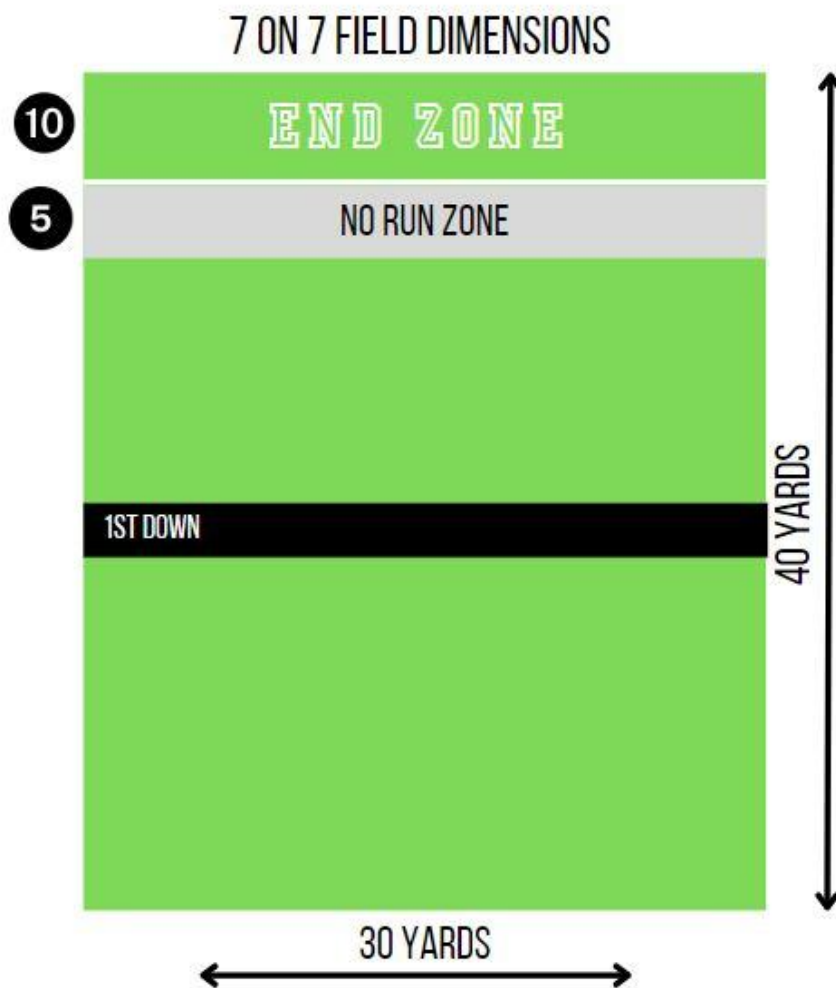 7 ON 7 FIELD DIMENSIONS
10
END ZONE
5
NO RUN ZONE
1ST DOWN
40 YARDS
30 YARDS